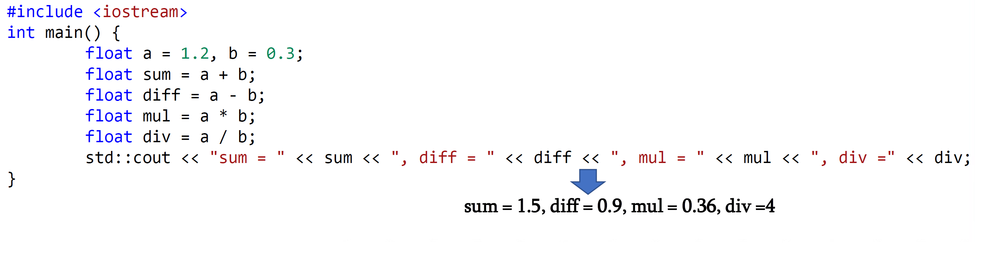 #include <iostream>
int main() {
float a = 1.2, b = 0.3;
float sum = a + b;
float diff = a - b;
float mul = a * b;
float div = a / b;
std::cout << "sum = " << sum << ", diff = " << diff << ", mul = " << mul << ", div =" << div;
}
sum = 1.5, diff = 0.9, mul = 0.36, div =4